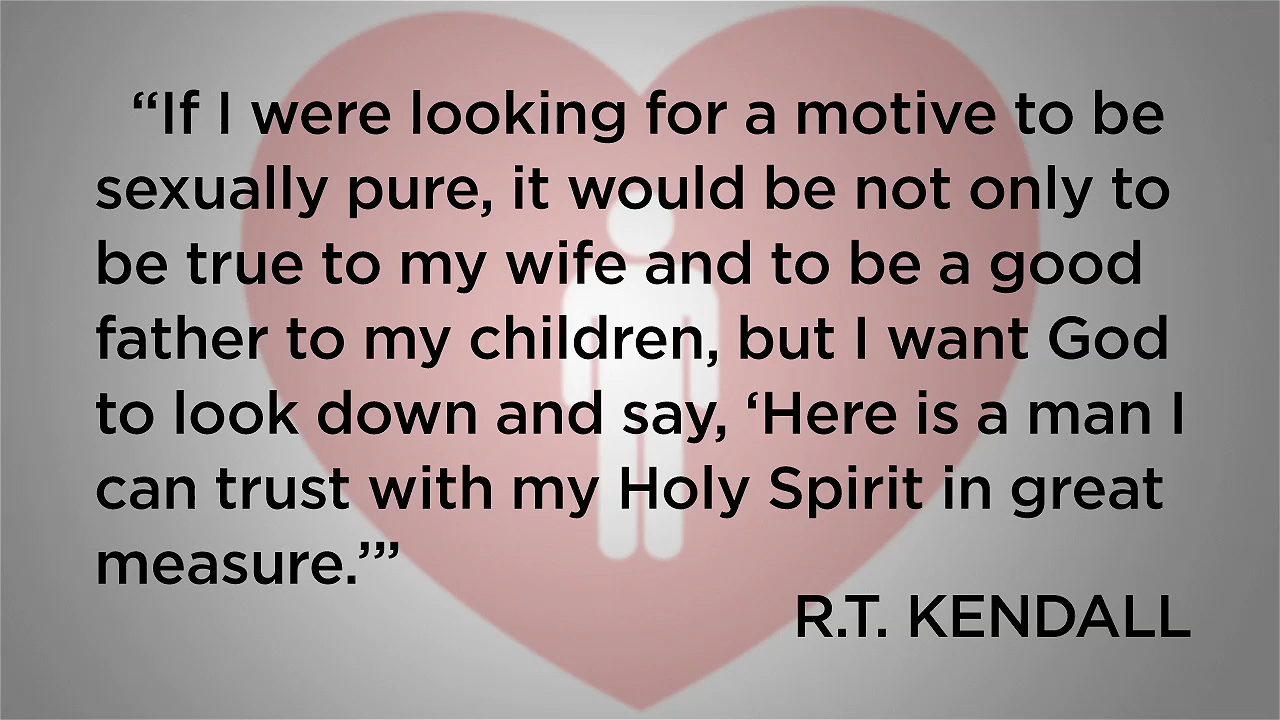 “If I were looking for a motive to be
sexually pure, it would be not only to
be true to my wife and to be a good
father to my children, but I want God
to look down and say, ‘Here is a man I
can trust with my Holy Spirit in great
measure.’”
R.T. KENDALL